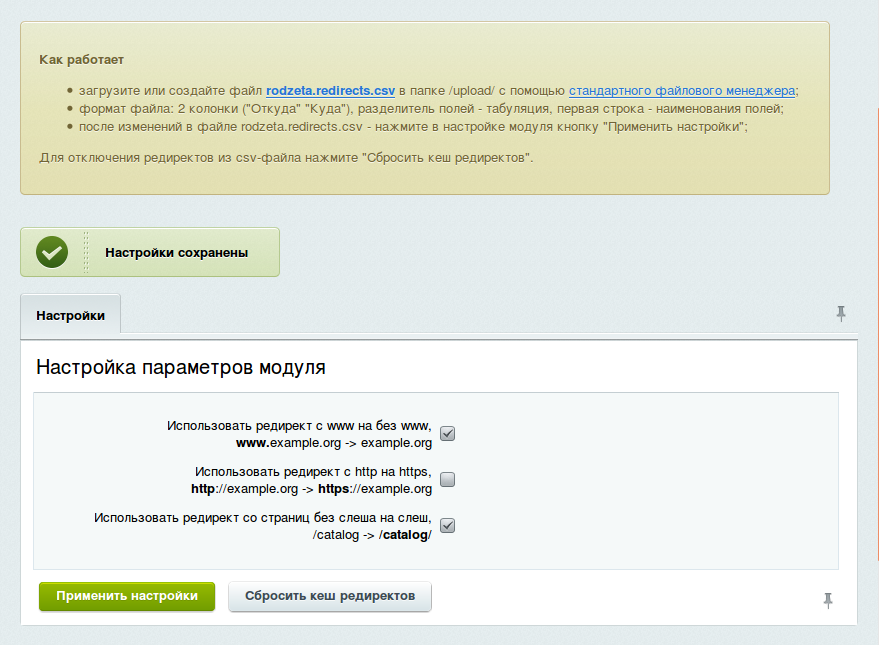 Как работает
загрузите или создайте файл rodzeta.redirects.csv в папке /upload/ с помощью стандартного файлового менеджера;
формат файла: 2 колонки ("Откуда" "Куда"), разделитель полей - табуляция, первая строка - наименования полей;
после изменений в файле rodzeta.redirects.csv - нажмите в настройке модуля кнопку "Применить настройки";
Для отключения редиректов из csv-файла нажмите "Сбросить кеш редиректов".
Настройки сохранены
Настройки
Настройка параметров модуля
Использовать редирект с www на без www,
www.example.org -> example.org
Использовать редирект с http на https,
http://example.org -> https://example.org
Использовать редирект со страниц без слеша на слеш,
/catalog -> /catalog/
Применить настройки
Сбросить кеш редиректов